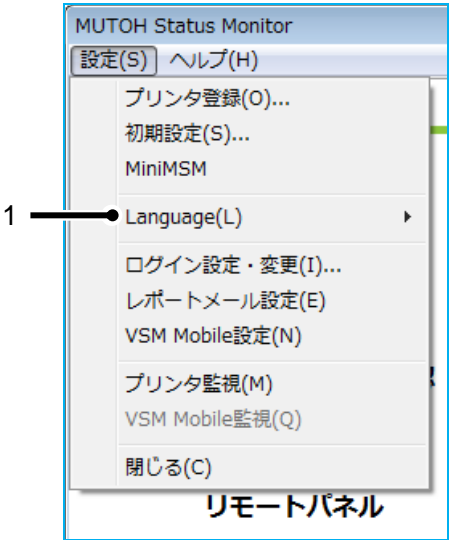 MUTOH Status Monitor
設定(S) ヘルプ(H)
プリンタ登録(O)...
初期設定(S)...
MiniMSM
1
Language(L)
ログイン設定・変更(I)...
レポートメール設定(E)
VSM Mobile設定(N)
プリンタ監視(M)
VSM Mobile監視(Q)
閉じる(C)
リモートパネル